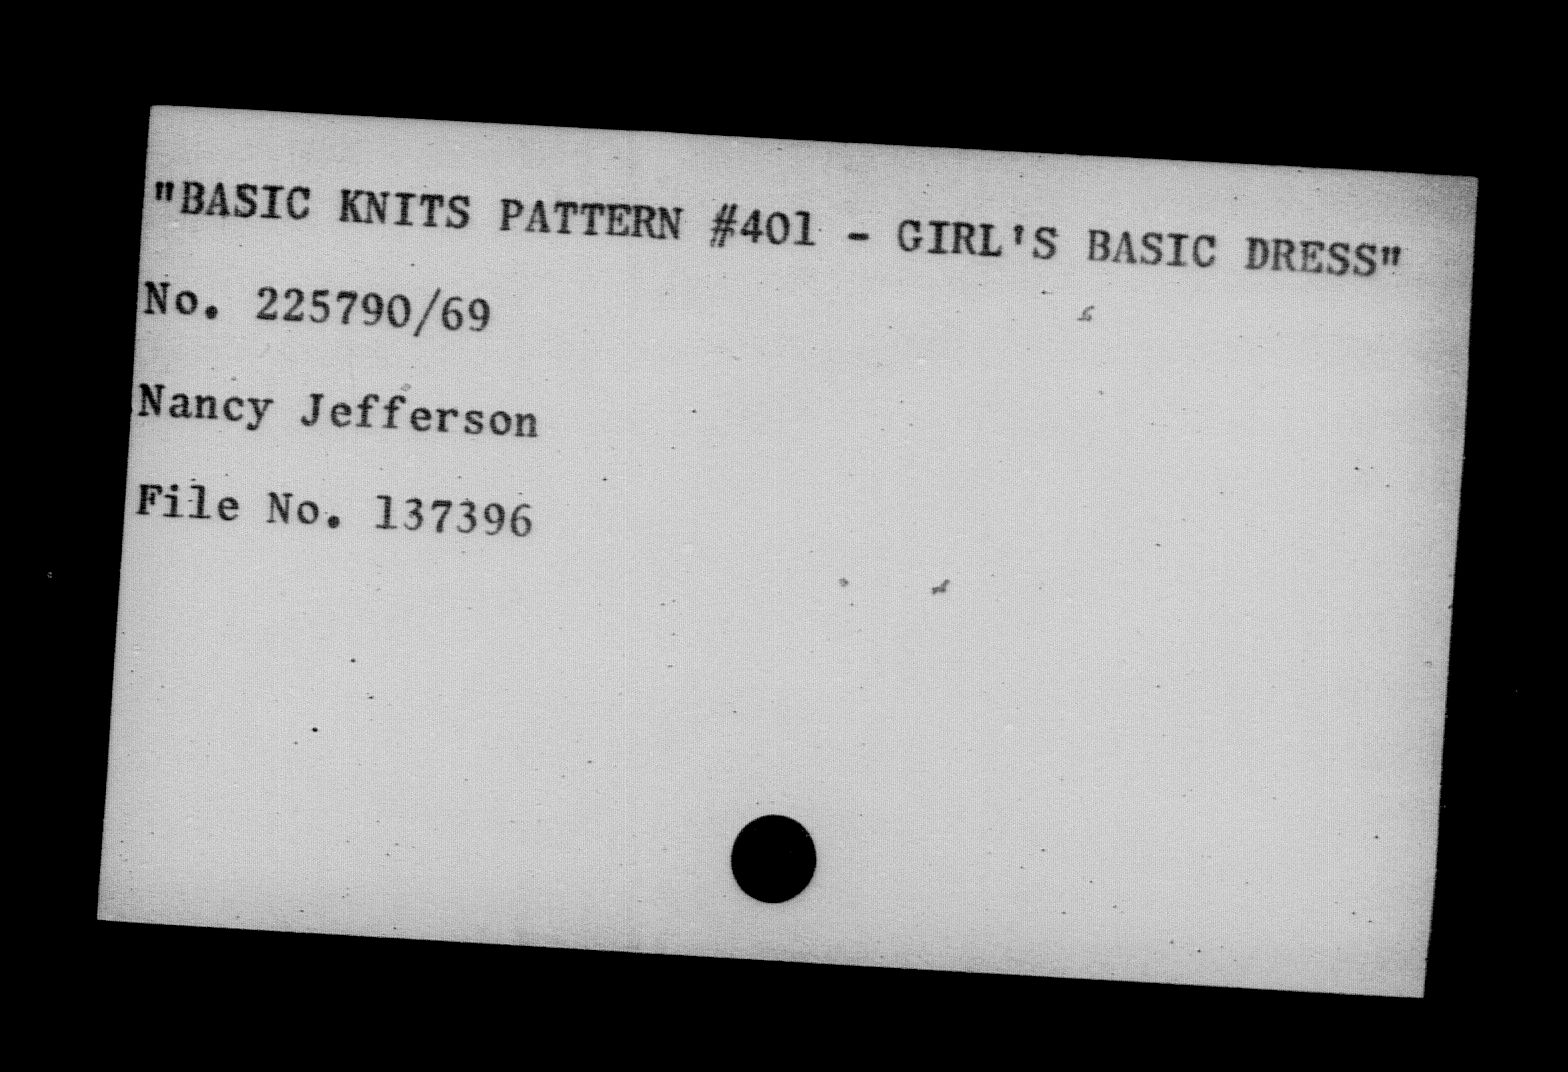 "BASIC KNITS PATTERN #401 - GIRL'S BASIC DRESS"
No. 225790/69
Nancy Jefferson
File No. 137396